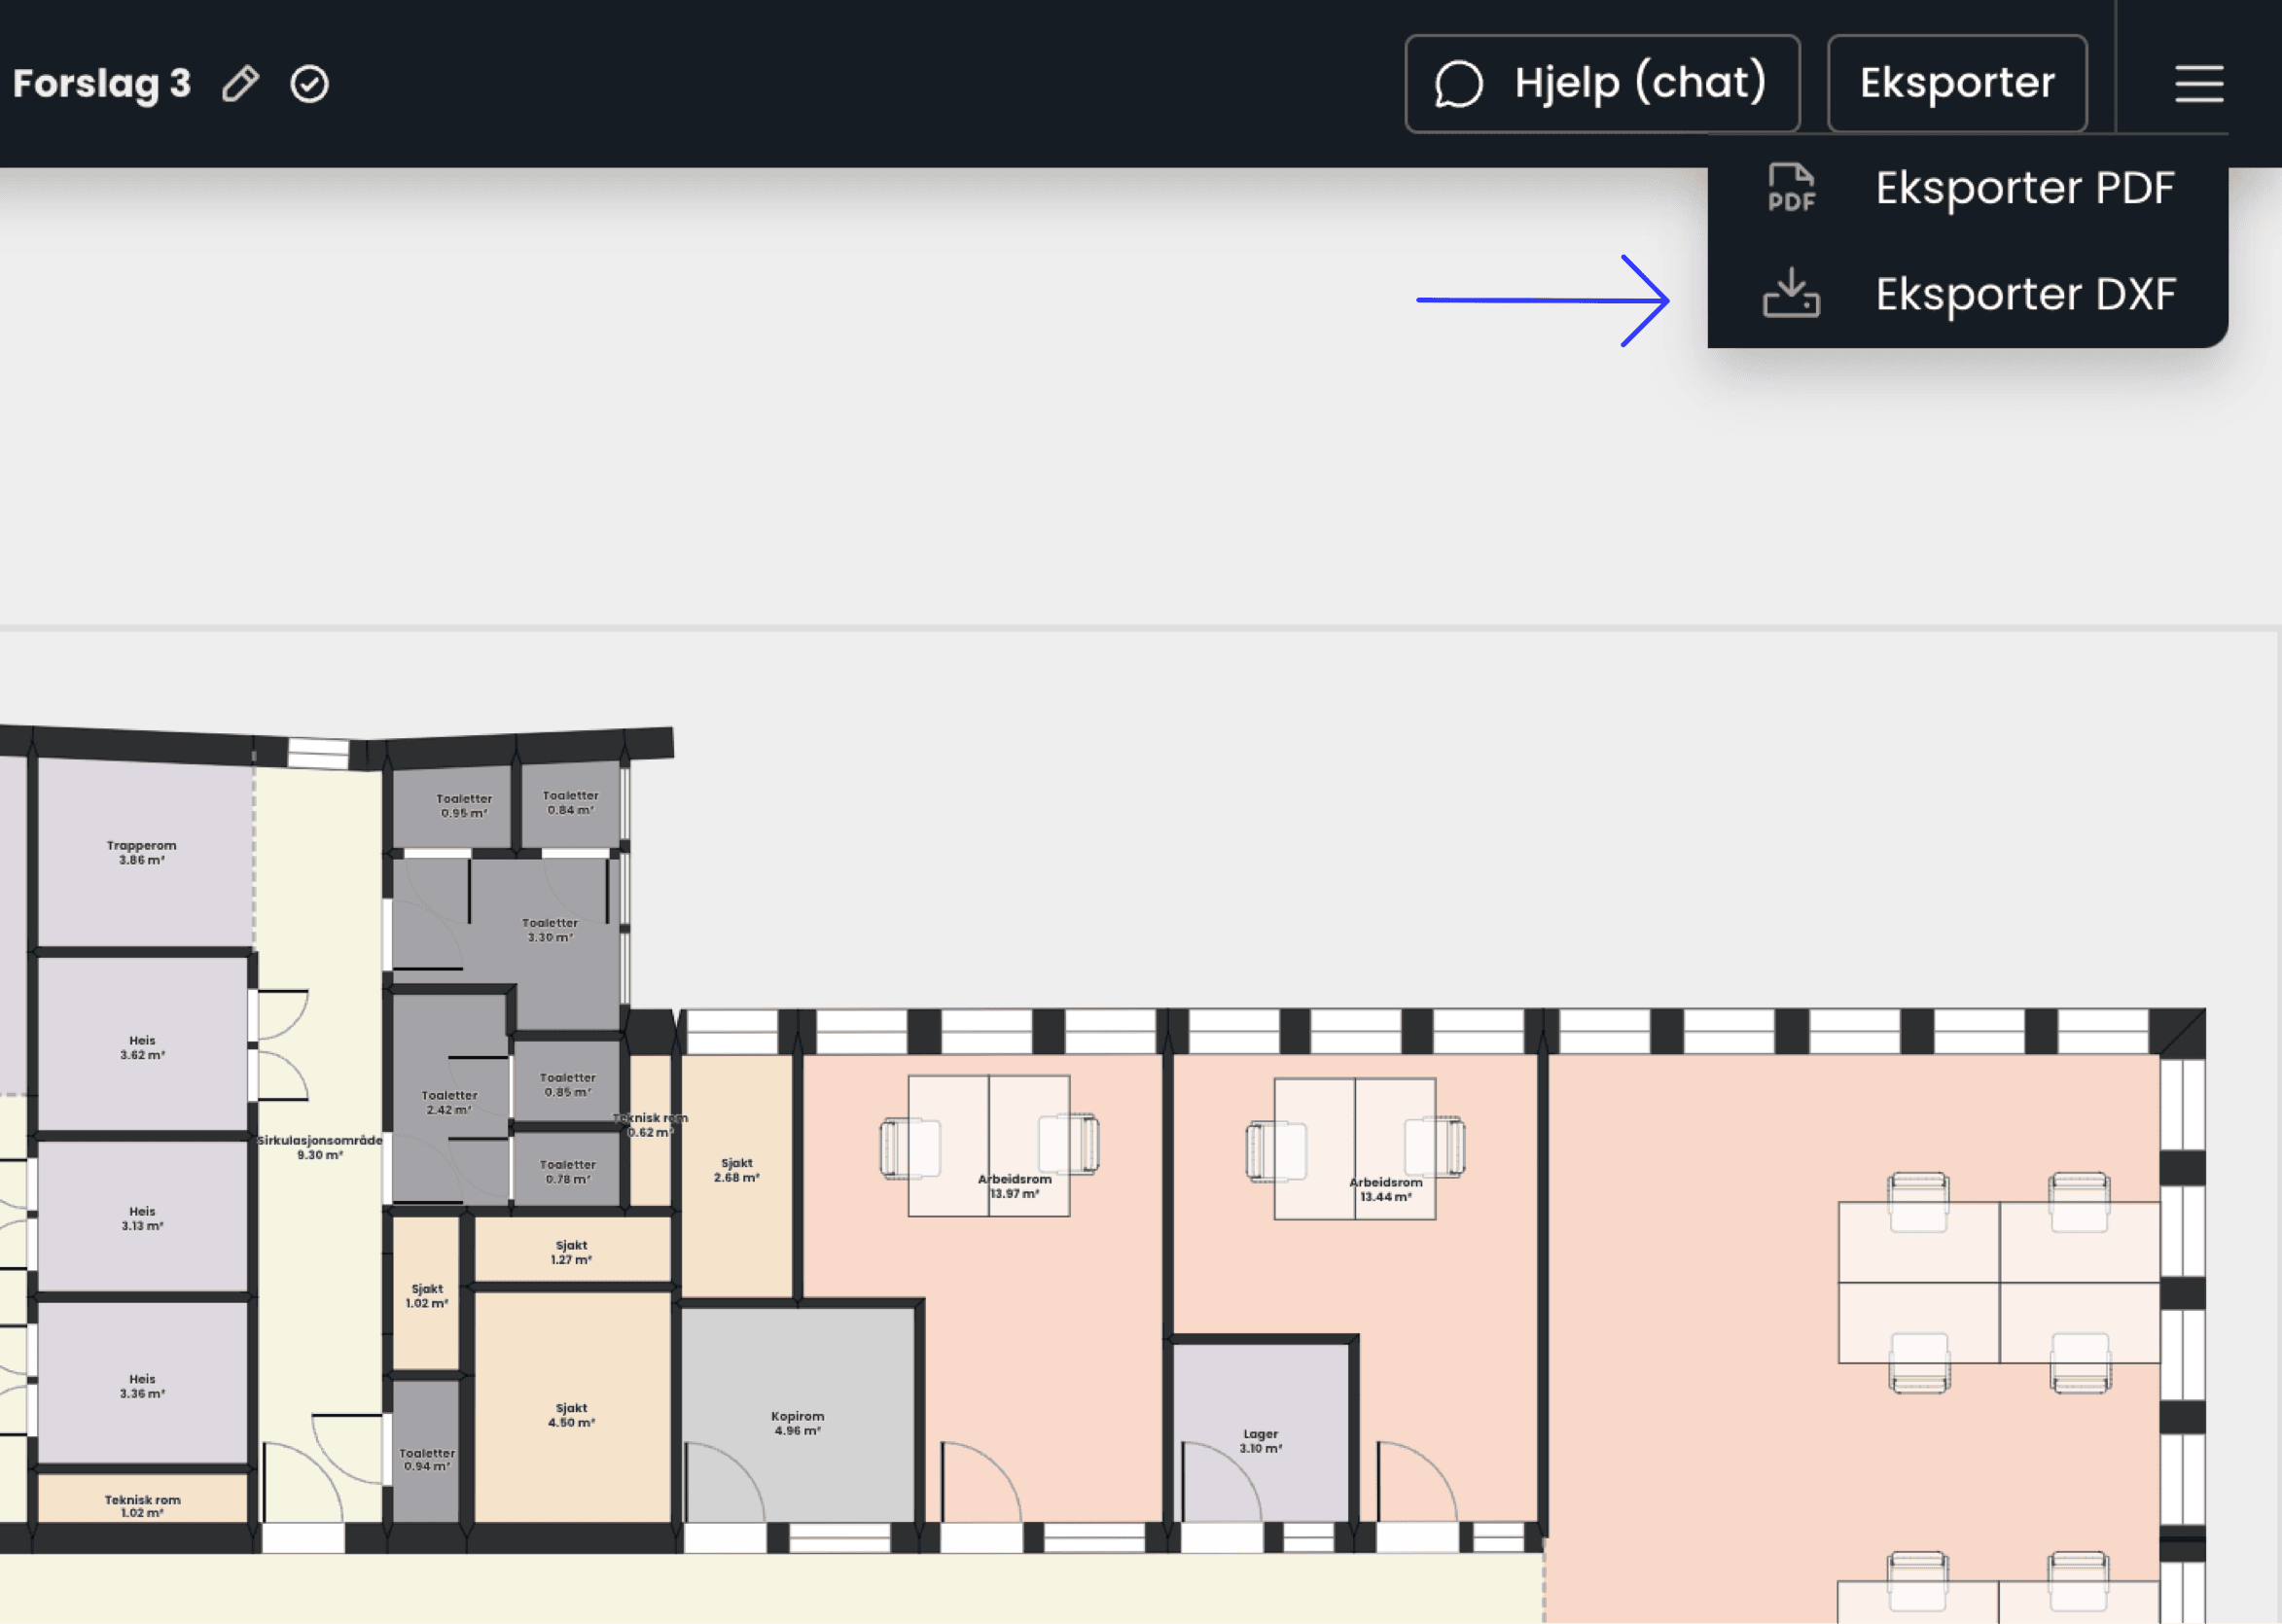 Forslag 3
Hjelp (chat)
Eksporter
PDF
Eksporter PDF
Eksporter DXF
Toaletter
0.95 m²
Toaletter
0.84 m²
Trapperom
3.86 m²
Toaletter
3.30 m²
Heis
3.62 m²
Toaletter
2.42 m²
Toaletter
0.85 m²
Teknisk rom
0.62 m²
Sirkulasjonsområde
9.30 m²
Toaletter
0.78 m²
Sjakt
2.68 m²
Arbeidsrom
13.97 m²
Arbeidsrom
13.44 m²
Heis
3.13 m²
Sjakt
1.27 m²
Sjakt
1.02 m²
Heis
3.36 m²
Sjakt
4.50 m²
Kopirom
4.96 m²
Lager
3.10 m²
Toaletter
0.94 m²
Teknisk rom
1.02 m²